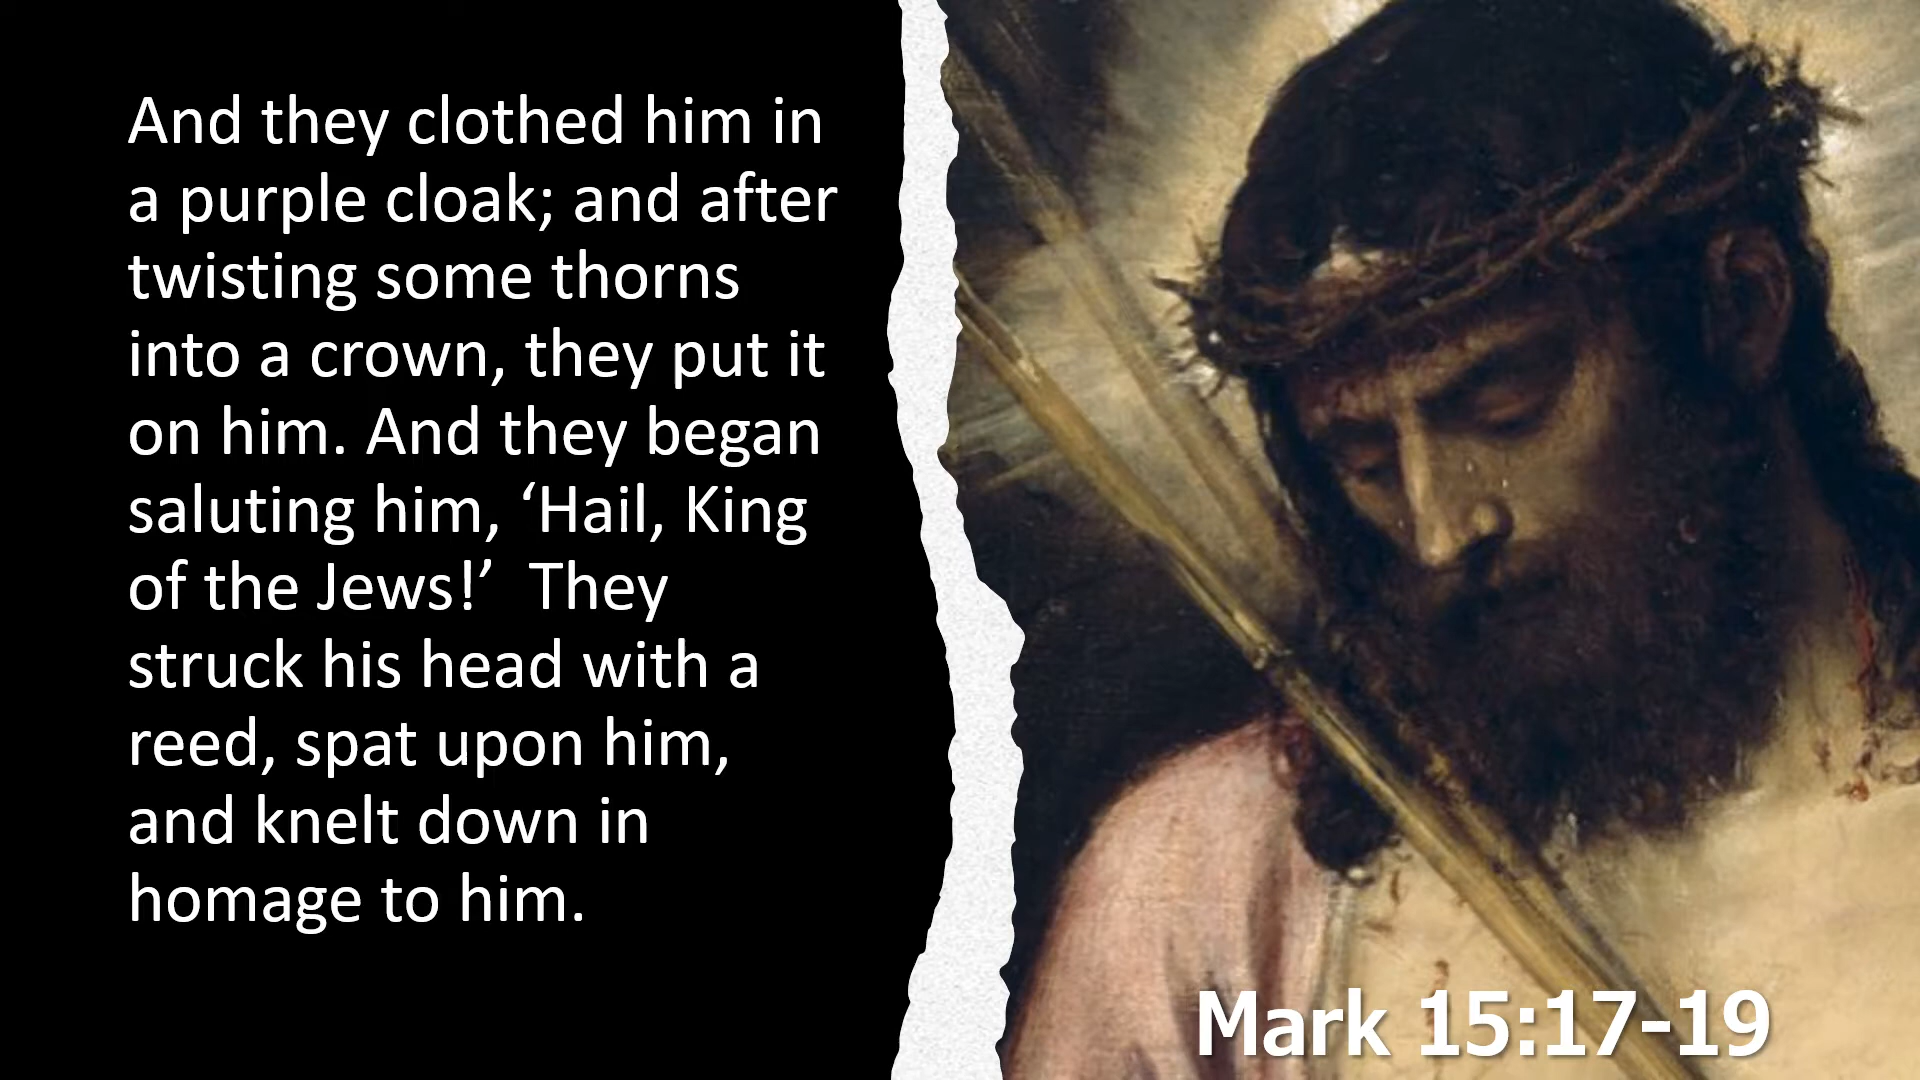 And they clothed him in
a purple cloak; and after
twisting some thorns
into a crown, they put it
on him. And they began
saluting him, ‘Hail, King
of the Jews!’  They
struck his head with a
reed, spat upon him,
and knelt down in
homage to him.
Mark 15:17-19